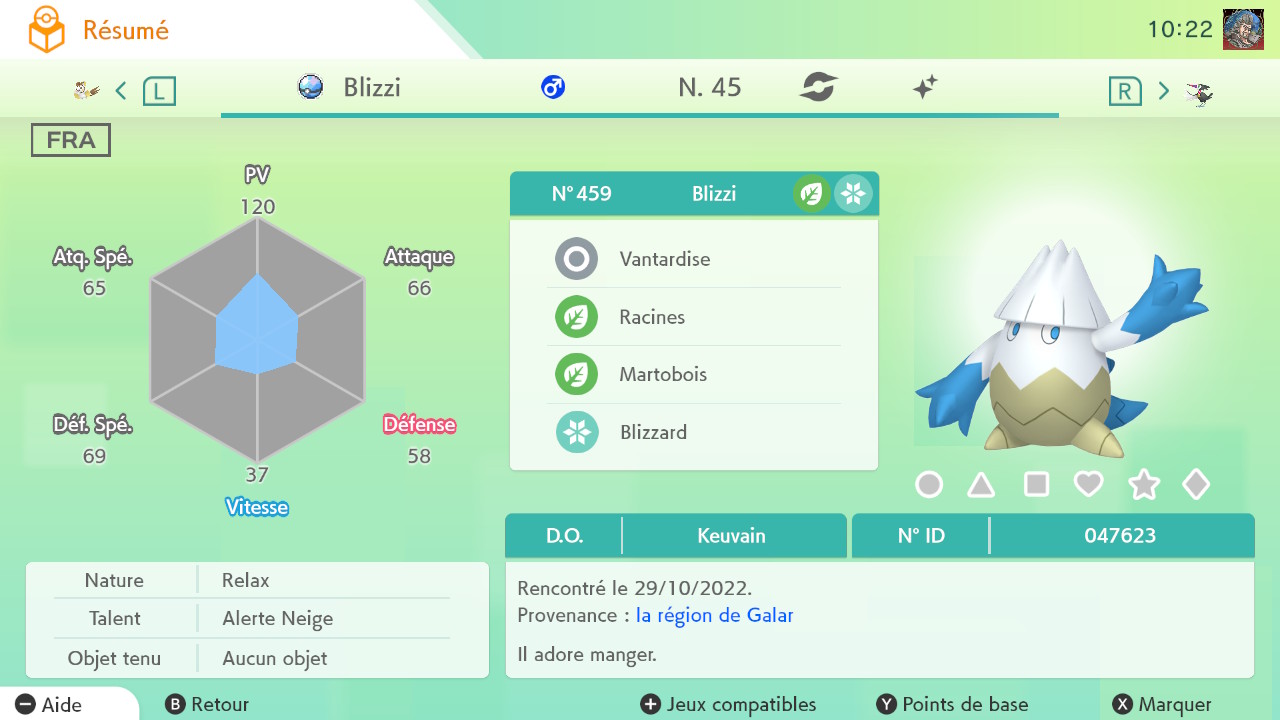 Résumé
10:22
L
Blizzi
N. 45
R
FRA
PV
120
Atq. Spé.
65
Attaque
66
Déf. Spé.
69
Défense
58
37
Vitesse
N° 459 Blizzi
Vantardise
Racines
Martobois
Blizzard
D.O. Keuvain N° ID 047623
Rencontré le 29/10/2022.
Provenance : la région de Galar
Il adore manger.
Nature Relax
Talent Alerte Neige
Objet tenu Aucun objet
Aide B Retour Jeux compatibles Y Points de base X Marquer